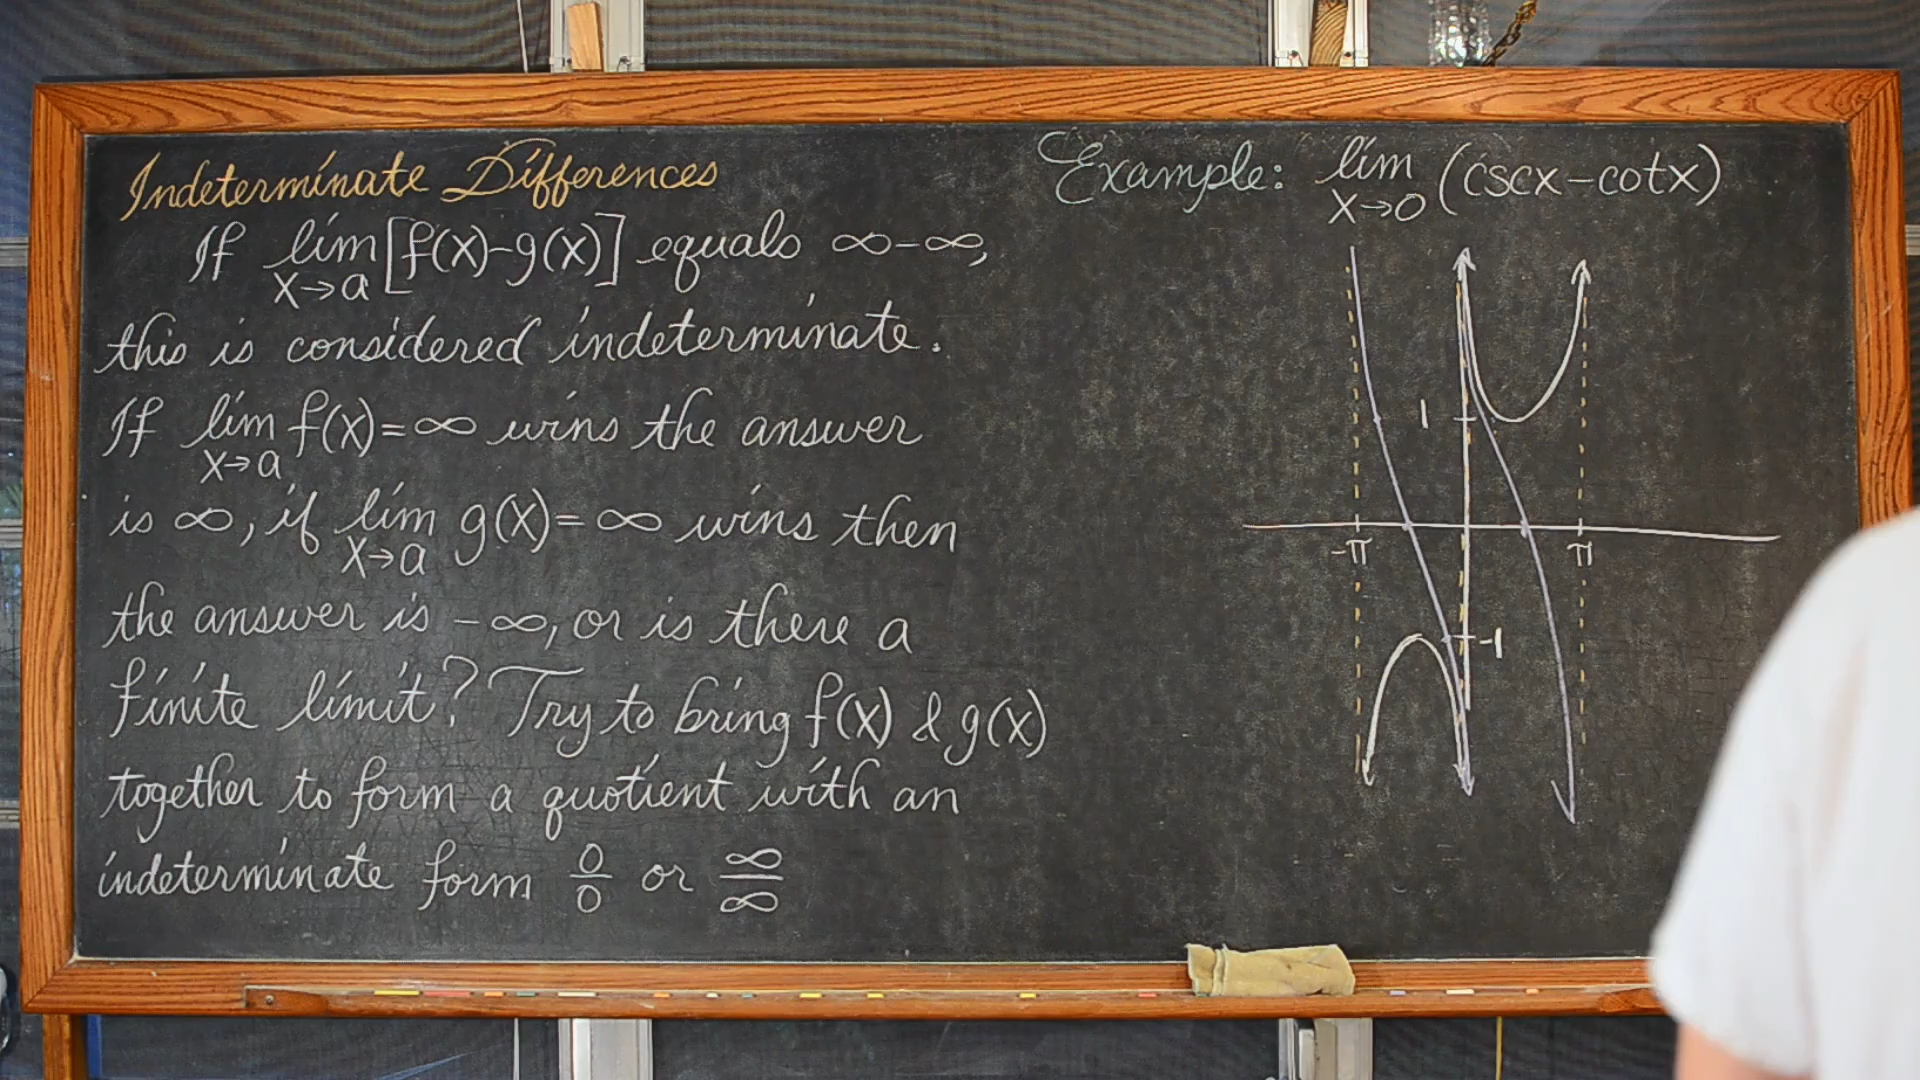 Indeterminate Differences
If lim x→a [f(x)-g(x)] equals ∞-∞,
this is considered indeterminate.
If lim x→a f(x)=∞ wins the answer
is ∞, if lim x→a g(x)=∞ wins then
the answer is -∞, or is there a
finite limit? Try to bring f(x) & g(x)
together to form a quotient with an
indeterminate form 0/0 or ∞/∞
Example: lim x→0 (cscx-cotx)
1
-π π
-1